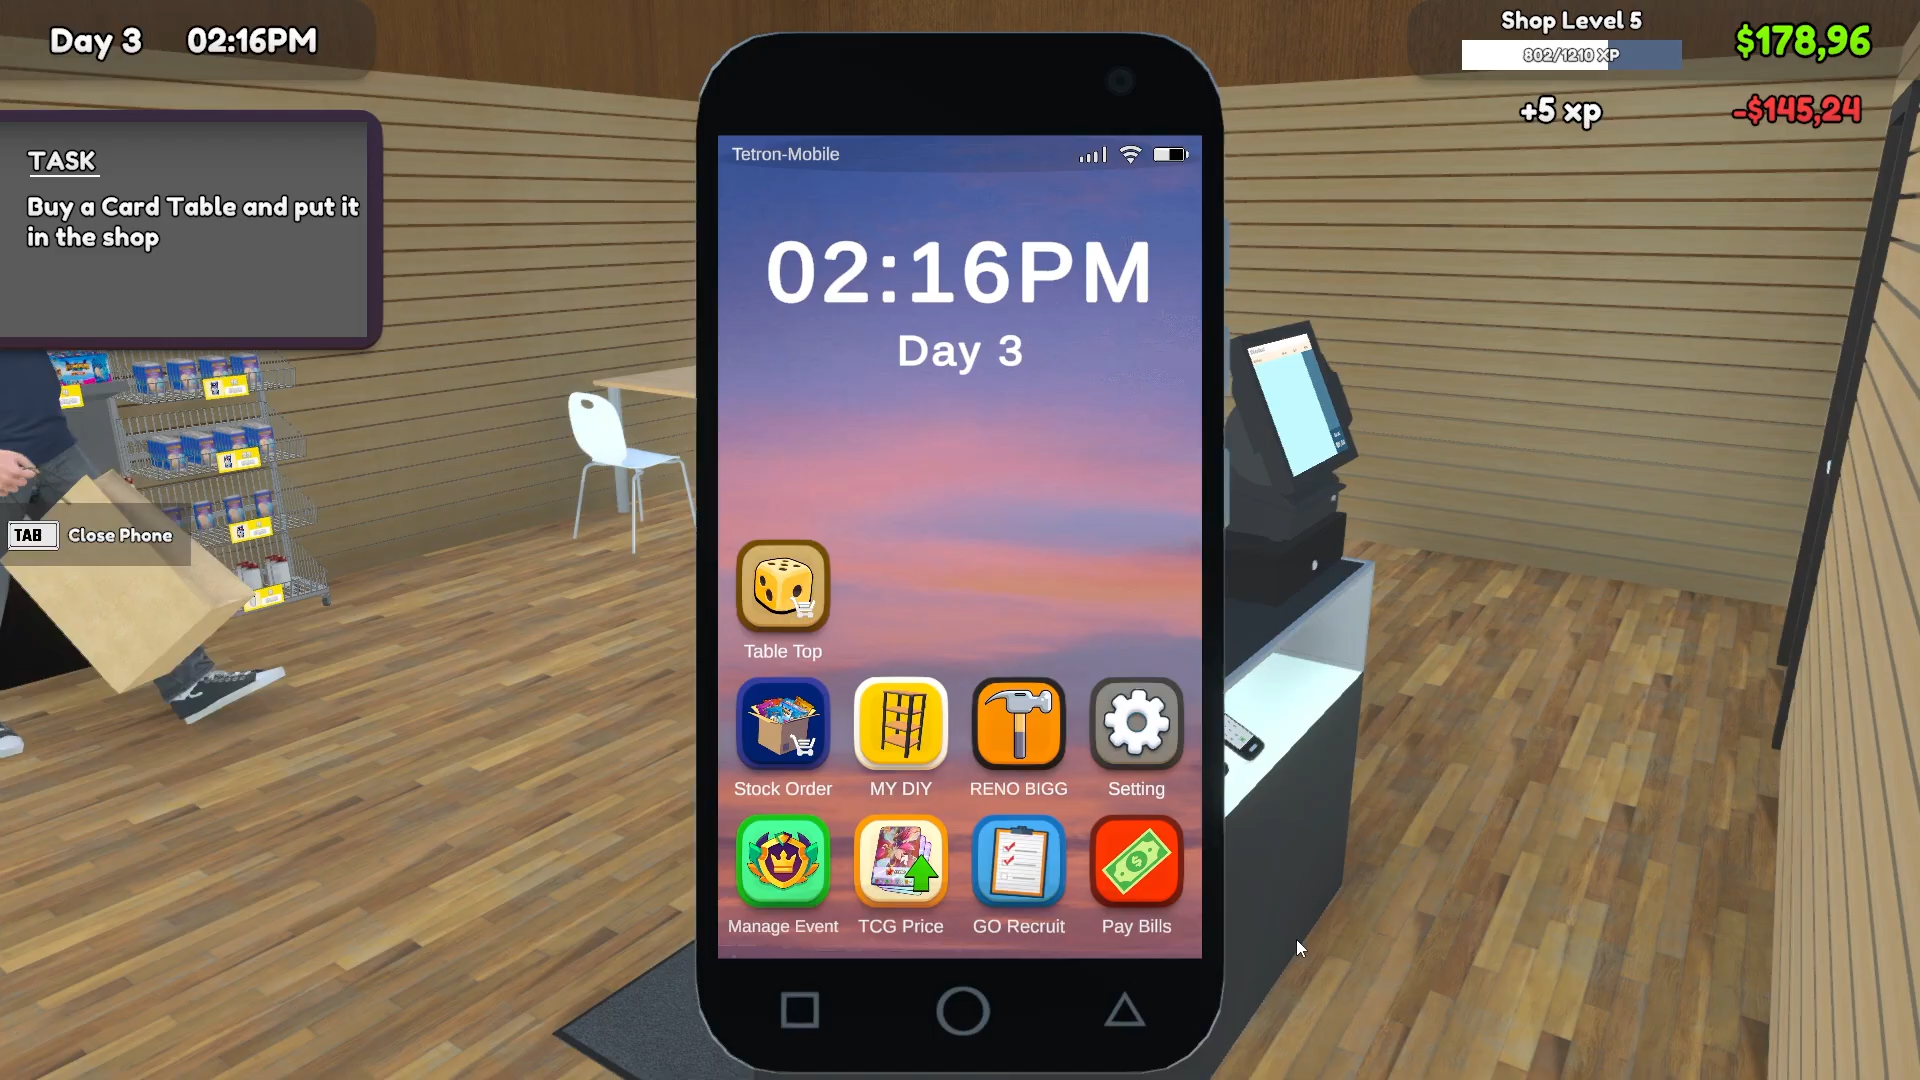 Day 3 02:16PM
Shop Level 5
802/1210 XP
$178,96
+5 xp
-$145,24
TASK
Buy a Card Table and put it
in the shop
TAB Close Phone
Tetron-Mobile
02:16PM
Day 3
Table Top
Stock Order MY DIY RENO BIGG Setting
Manage Event TCG Price GO Recruit Pay Bills